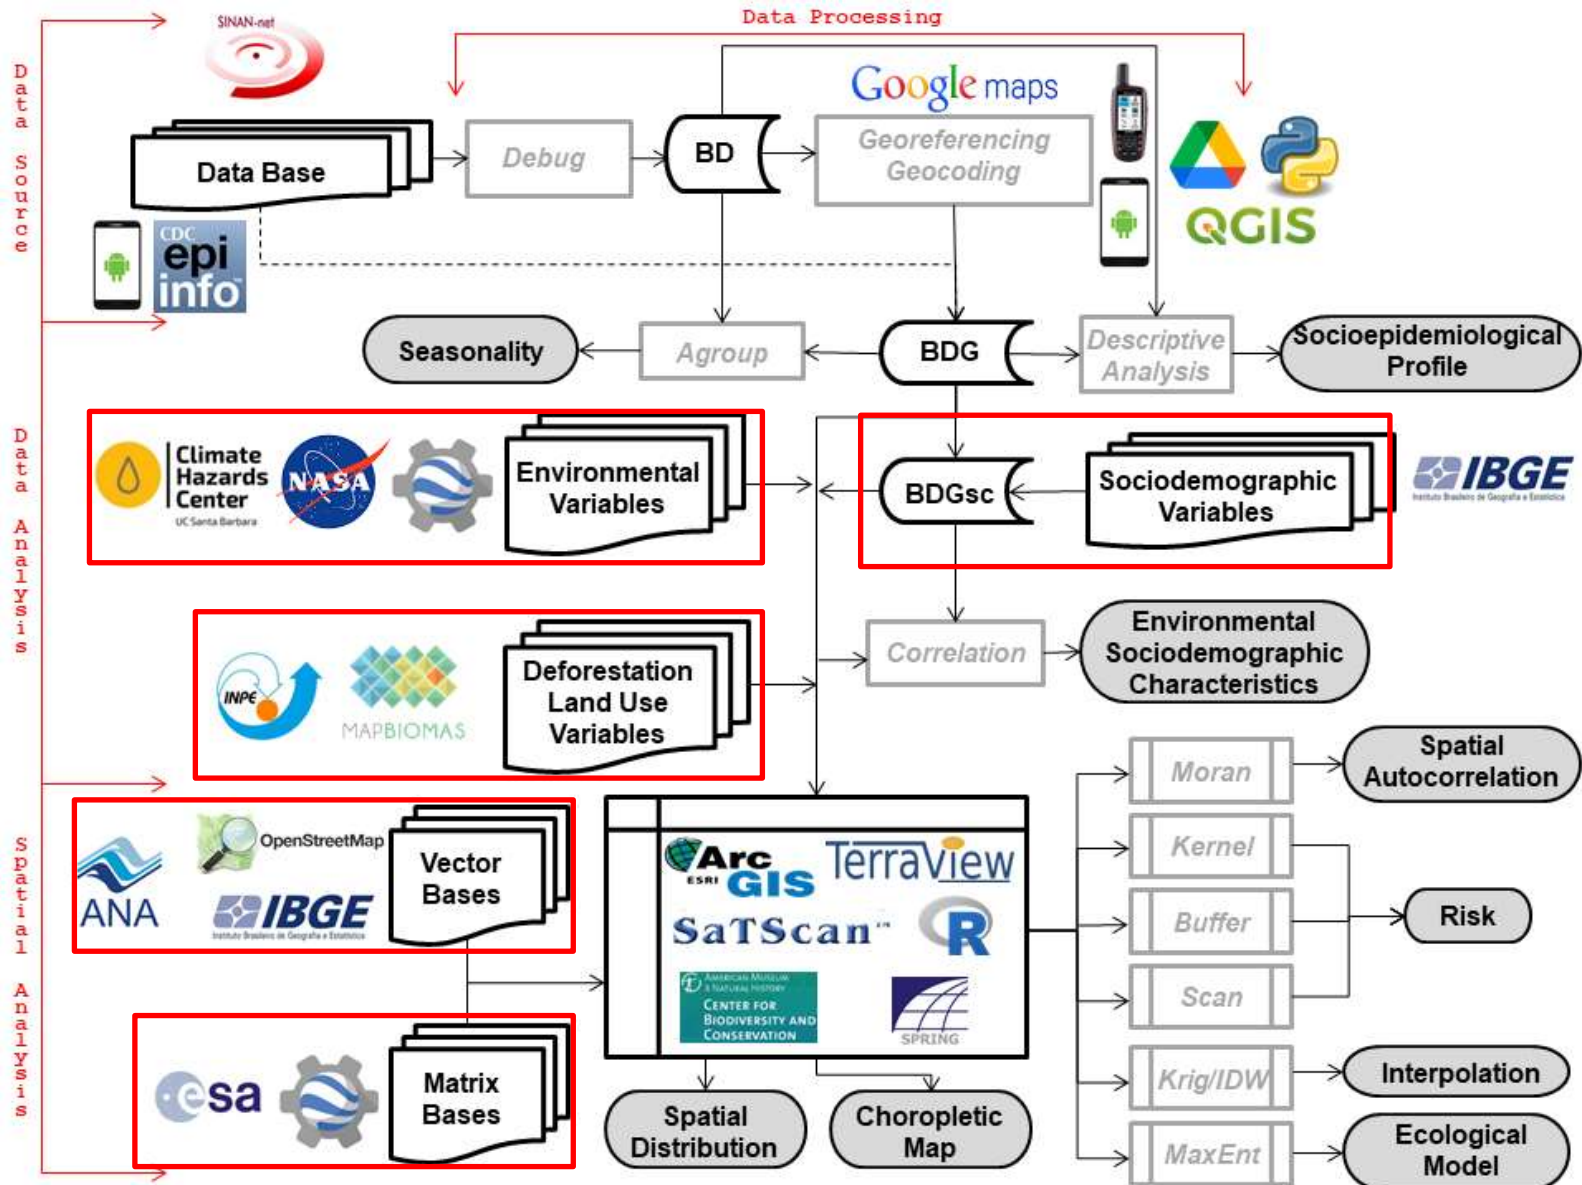 SINAN-net
Data Processing
Data Source
Google maps
Data Base
Debug
BD
Georeferencing
Geocoding
QGIS
CDC
epi
info™
Seasonality
Agroup
BDG
Descriptive
Analysis
Socioepidemiological
Profile
Data Analysis
Climate
Hazards
Center
UC Santa Barbara
NASA
Environmental
Variables
BDGsc
Sociodemographic
Variables
IBGE
Instituto Brasileiro de Geografia e Estatística
INPE
MAPBIOMAS
Deforestation
Land Use
Variables
Correlation
Environmental
Sociodemographic
Characteristics
Spatial Analysis
ANA
OpenStreetMap
IBGE
Instituto Brasileiro de Geografia e Estatística
Vector
Bases
esa
Matrix
Bases
Arc
ESRI GIS
TerraView
SaTScan™
R
AMERICAN MUSEUM
& NATURAL HISTORY
CENTER FOR
BIODIVERSITY AND
CONSERVATION
SPRING
Spatial
Distribution
Choropletic
Map
Moran
Spatial
Autocorrelation
Kernel
Buffer
Risk
Scan
Krig/IDW
Interpolation
MaxEnt
Ecological
Model